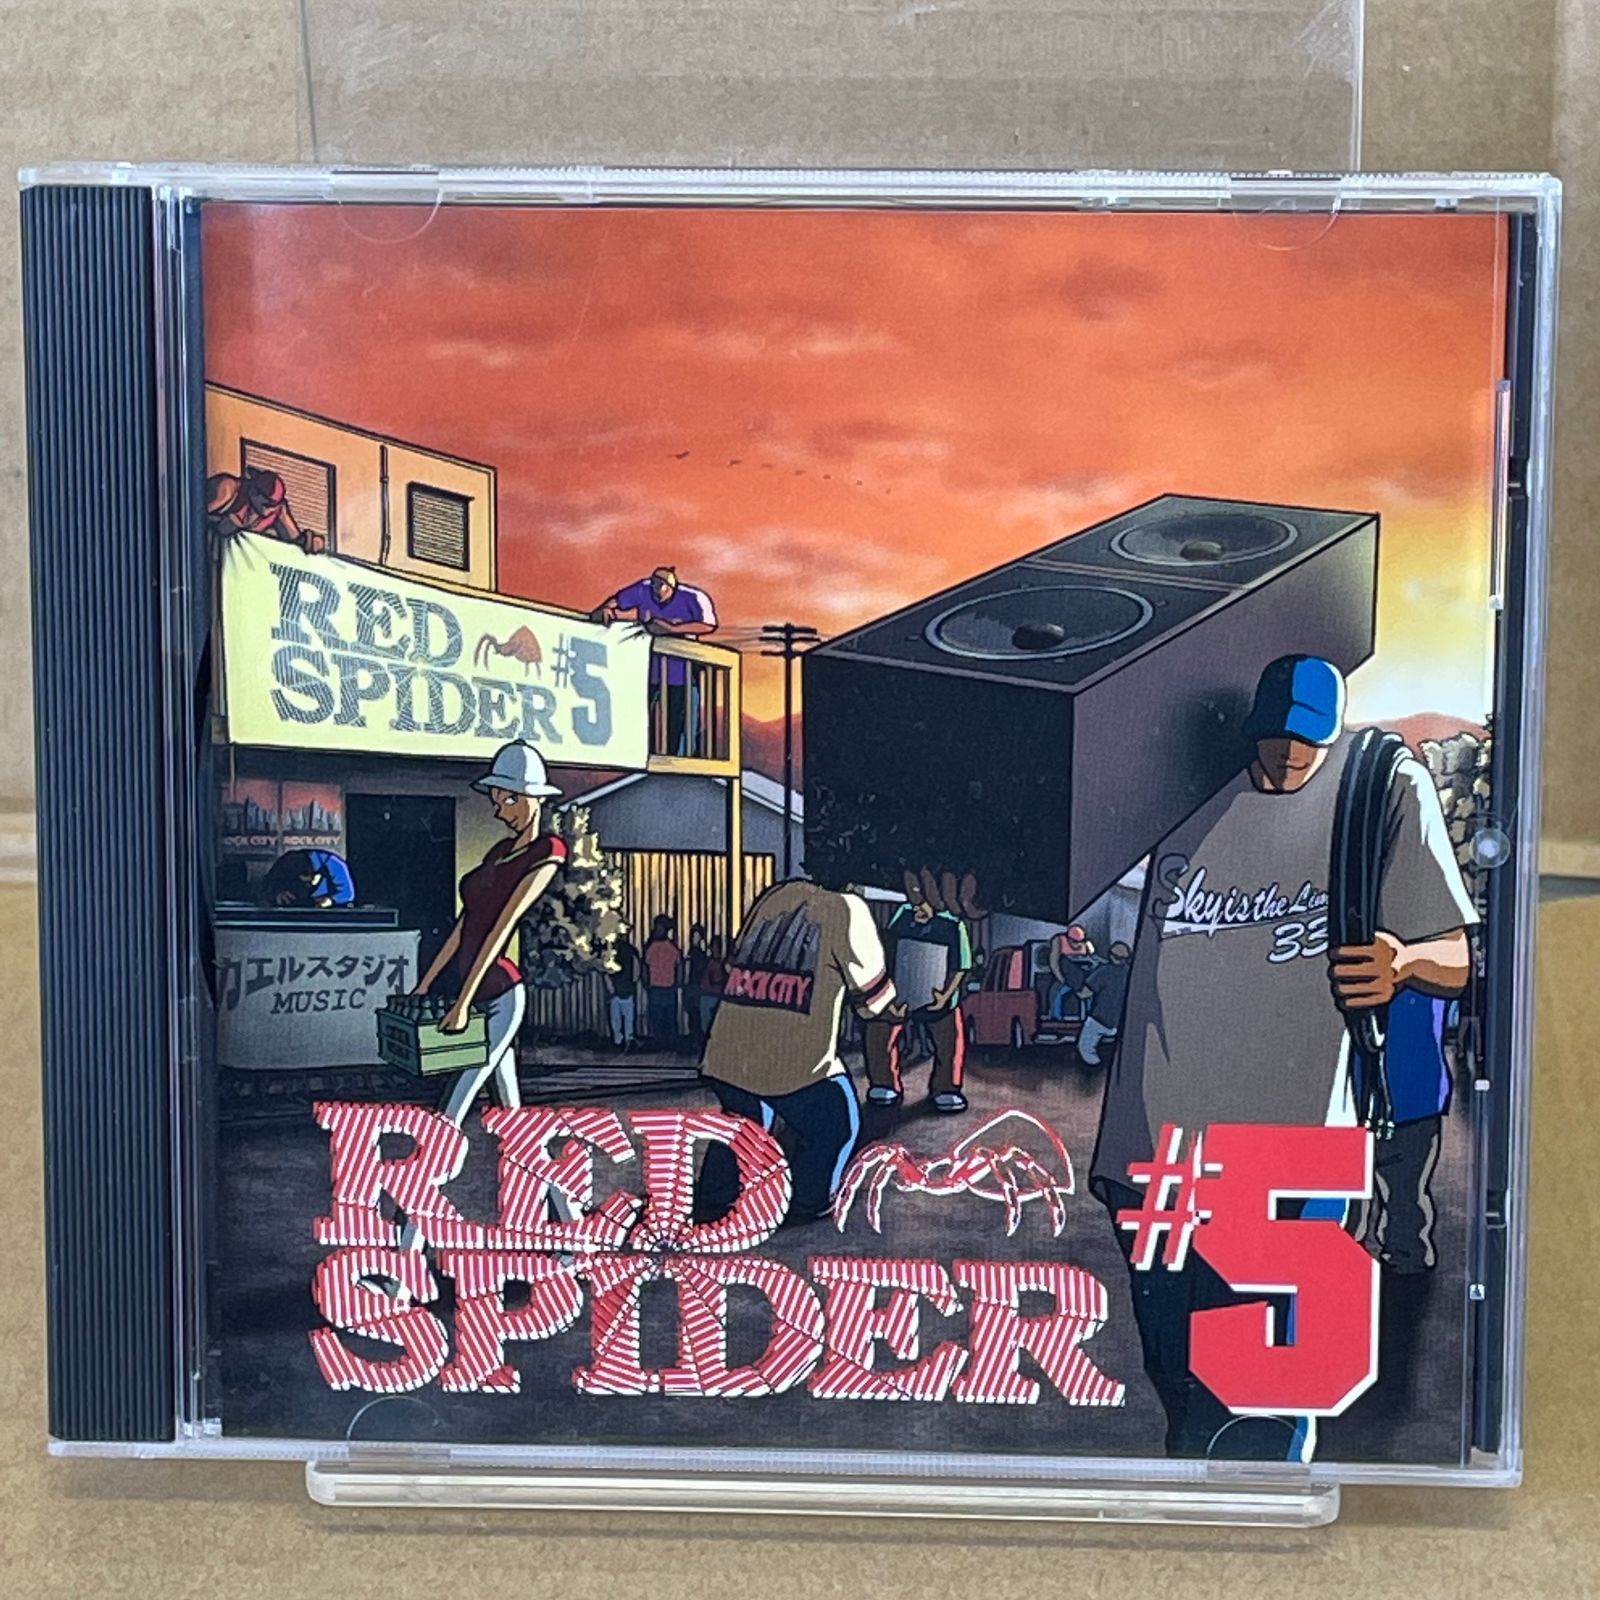 RED
SPIDER #5
ROCK CITY ROCK CITY
カエルスタジオ
MUSIC
ROCK CITY
Sky is the Lim
33
RED
SPIDER #5